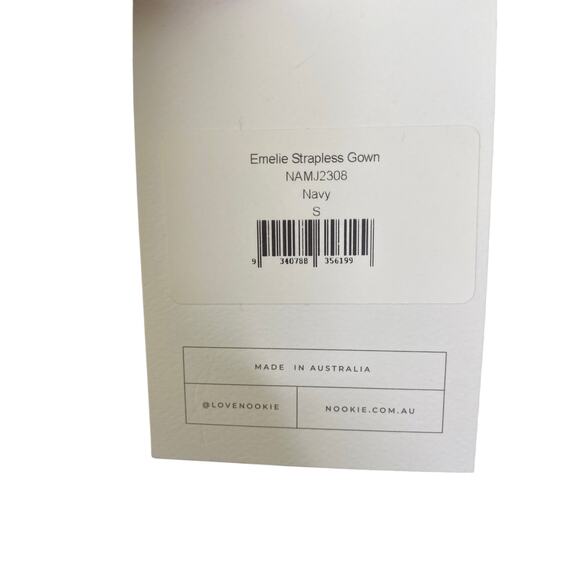 Emelie Strapless Gown
NAMJ2308
Navy
S
9 340788 356199
MADE IN AUSTRALIA
@LOVENOOKIE
NOOKIE.COM.AU